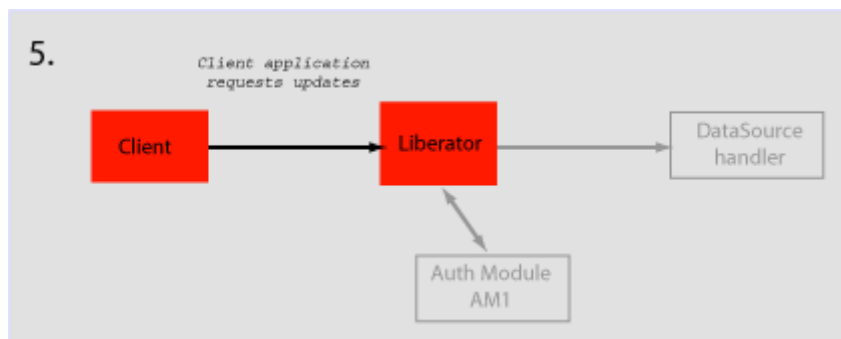 5.
Client application
requests updates
Client
Liberator
DataSource
handler
Auth Module
AM1